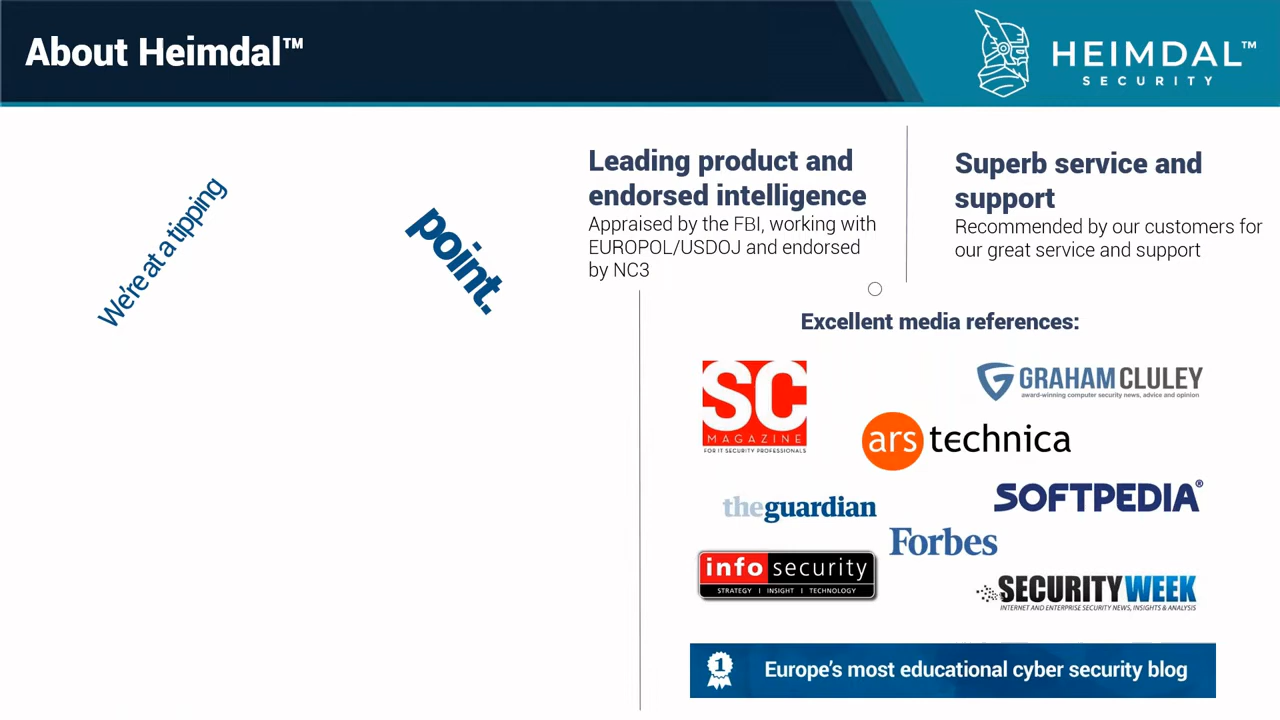 About Heimdal™
HEIMDAL™
SECURITY
We're at a tipping
point.
Leading product and
endorsed intelligence
Appraised by the FBI, working with
EUROPOL/USDOJ and endorsed
by NC3
Superb service and
support
Recommended by our customers for
our great service and support
Excellent media references:
SC
MAGAZINE
FOR IT SECURITY PROFESSIONALS
GRAHAM CLULEY
award-winning computer security news, advice and opinion
ars technica
SOFTPEDIA®
theguardian
Forbes
info security
STRATEGY | INSIGHT | TECHNOLOGY
SECURITYWEEK
INTERNET AND ENTERPRISE SECURITY NEWS, INSIGHTS & ANALYSIS
1
Europe's most educational cyber security blog